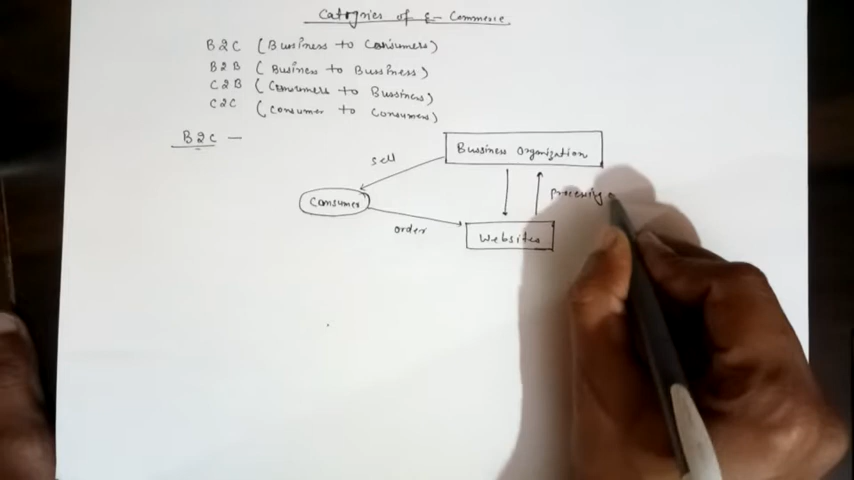 Catogries of E- Commerce
B2C (Bussiness to Consumers)
B2B (Business to Bussiness)
C2B (Consumers to Bussiness)
C2C (Consumer to Consumers)
B2C -
Bussiness Organization
sell
Processing o
Consumer
order
Websites